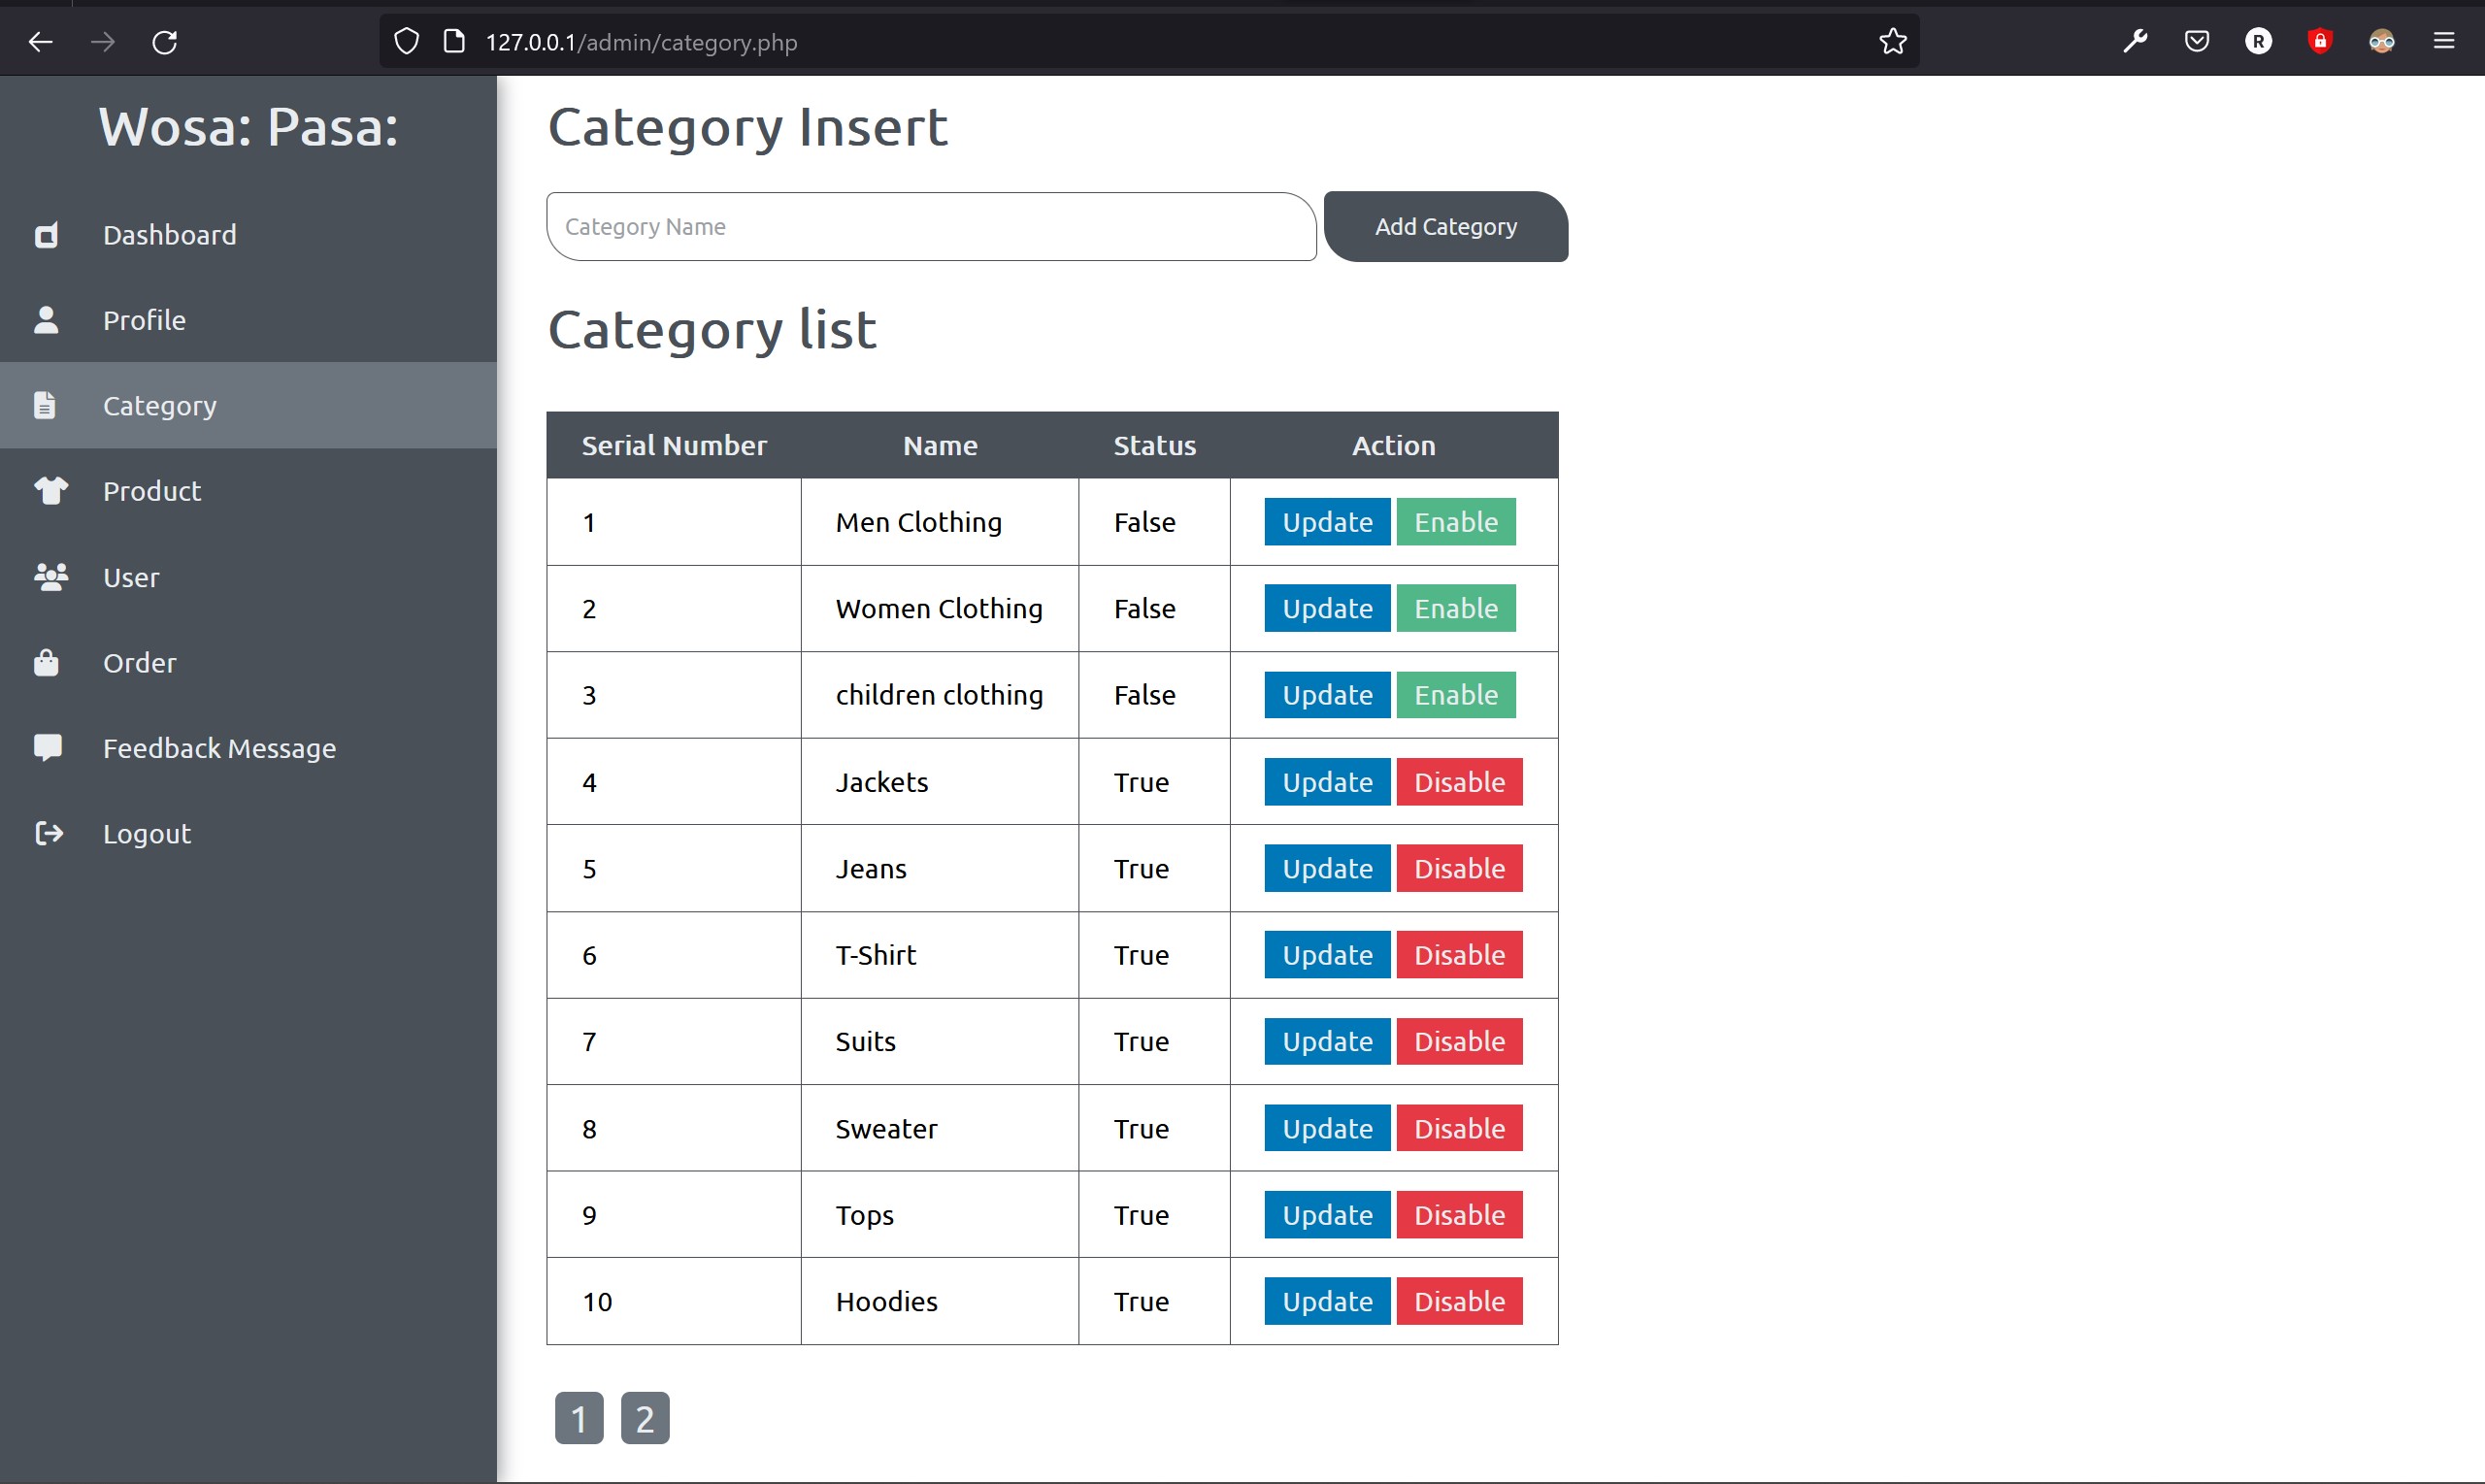 127.0.0.1/admin/category.php
Wosa: Pasa:
Dashboard
Profile
Category
Product
User
Order
Feedback Message
Logout
Category Insert
Category Name
Add Category
Category list
Serial Number Name Status Action
1 Men Clothing False Update Enable
2 Women Clothing False Update Enable
3 children clothing False Update Enable
4 Jackets True Update Disable
5 Jeans True Update Disable
6 T-Shirt True Update Disable
7 Suits True Update Disable
8 Sweater True Update Disable
9 Tops True Update Disable
10 Hoodies True Update Disable
1 2